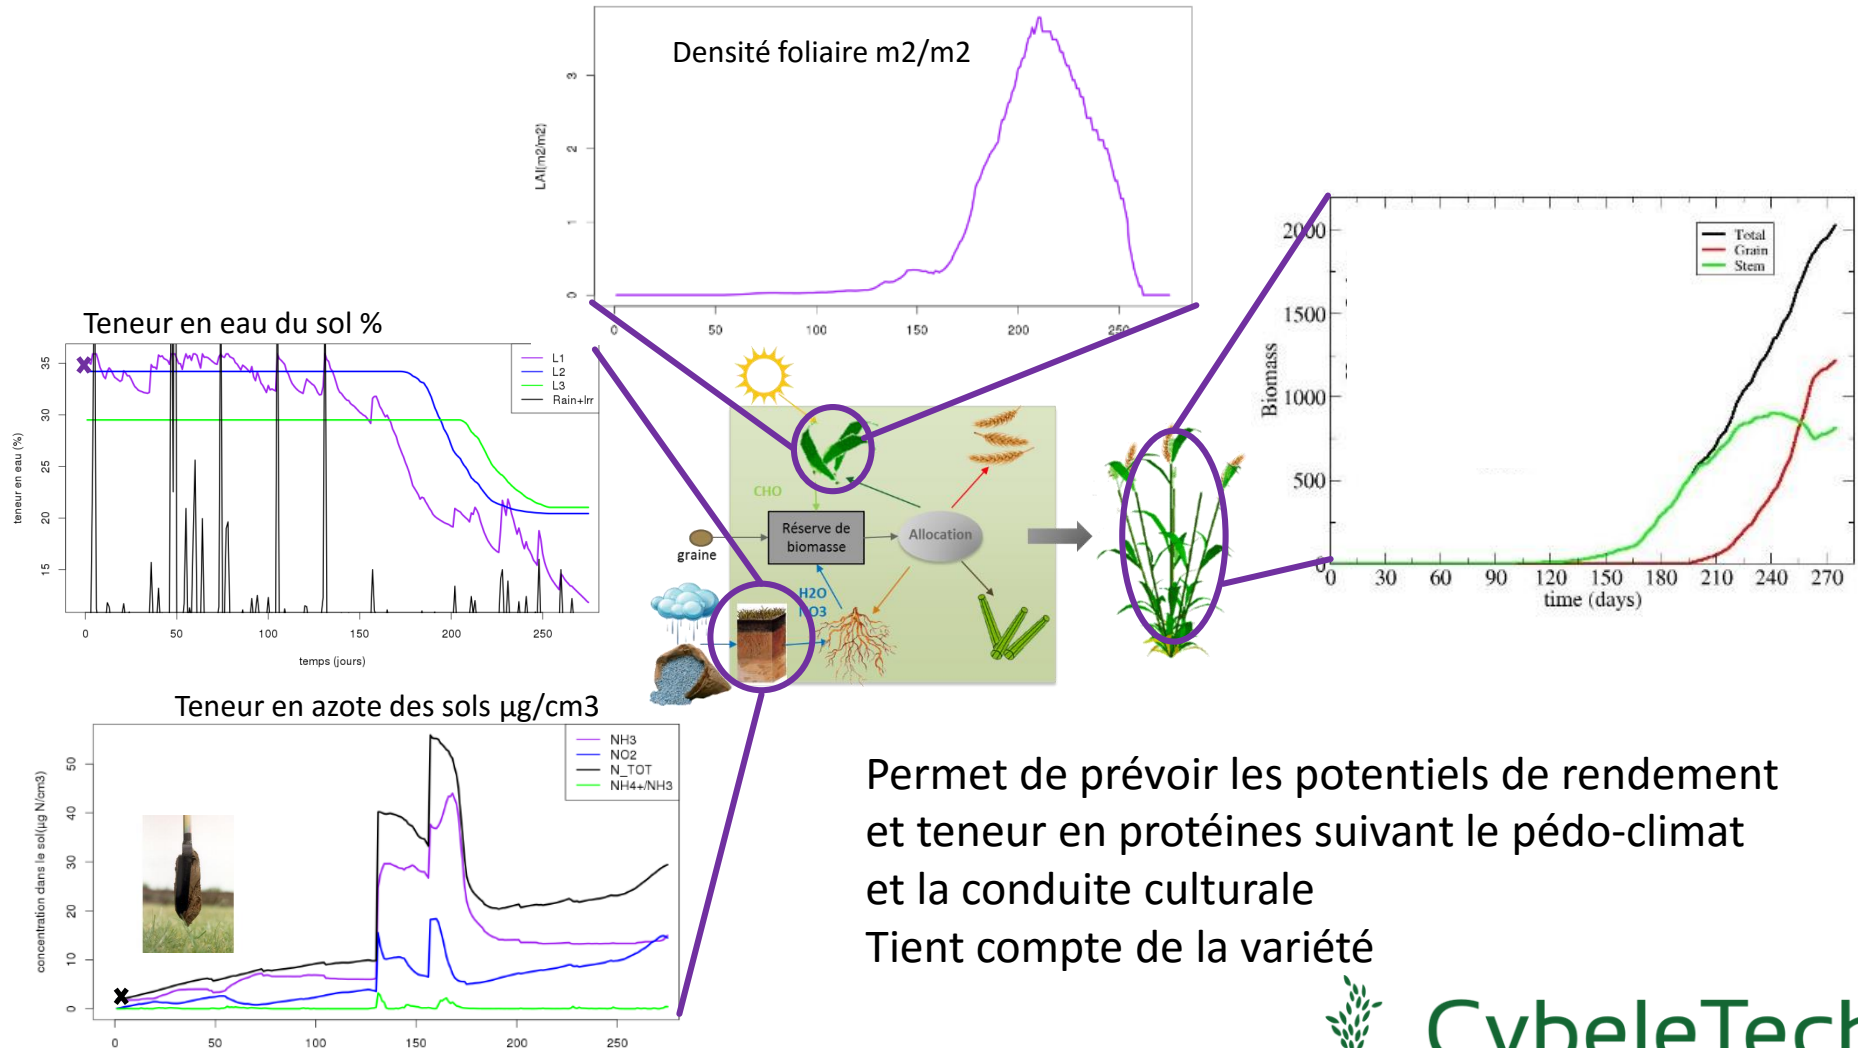 Densité foliaire m2/m2
LAI(m2/m2)
0
1
2
3
0
50
100
150
200
250
Teneur en eau du sol %
teneur en eau (%)
35
30
25
20
15
L1
L2
L3
Rain+Irr
0
50
100
150
200
250
temps (jours)
CHO
graine
Réserve de
biomasse
Allocation
H2O
NO3
Biomass
2000
1500
1000
500
0
Total
Grain
Stem
0
30
60
90
120
150
180
210
240
270
time (days)
Teneur en azote des sols µg/cm3
concentration dans le sol(µg N/cm3)
50
40
30
20
10
0
NH3
NO2
N_TOT
NH4+/NH3
0
50
100
150
200
250
Permet de prévoir les potentiels de rendement
et teneur en protéines suivant le pédo-climat
et la conduite culturale
Tient compte de la variété
CybeleTech